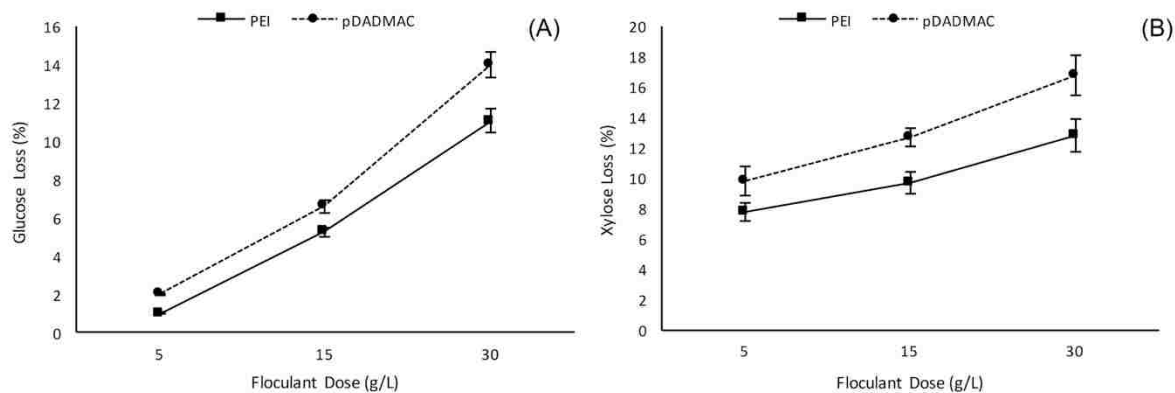 PEI pDADMAC
(A)
16
14
12
10
8
6
4
2
0
Glucose Loss (%)
5 15 30
Floculant Dose (g/L)
PEI pDADMAC
(B)
20
18
16
14
12
10
8
6
4
2
0
Xylose Loss (%)
5 15 30
Floculant Dose (g/L)